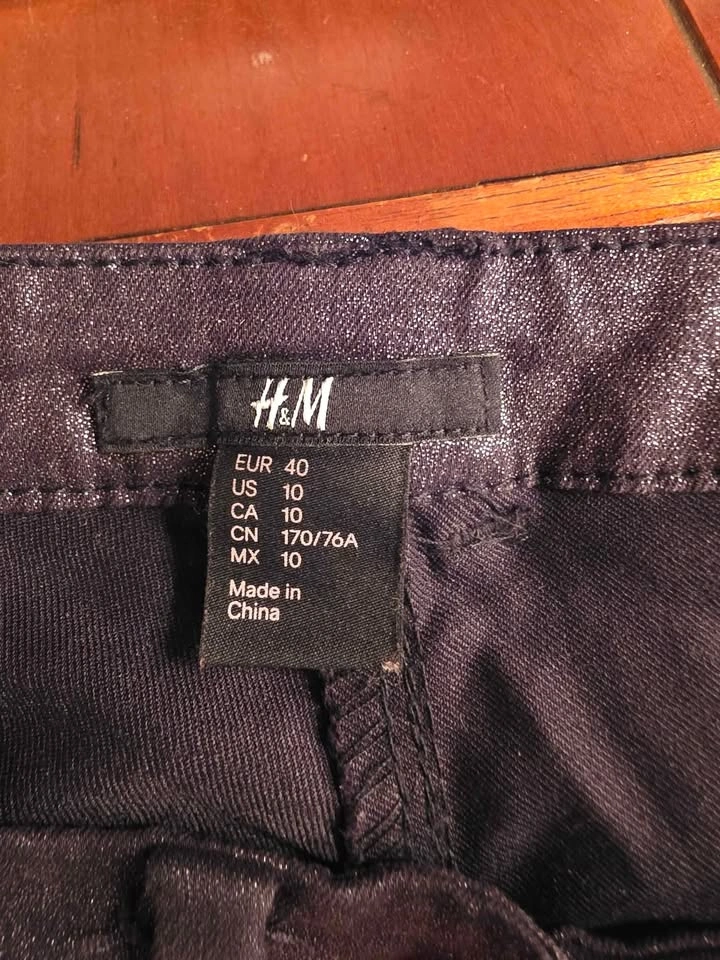 H&M
EUR 40
US 10
CA 10
CN 170/76A
MX 10
Made in
China